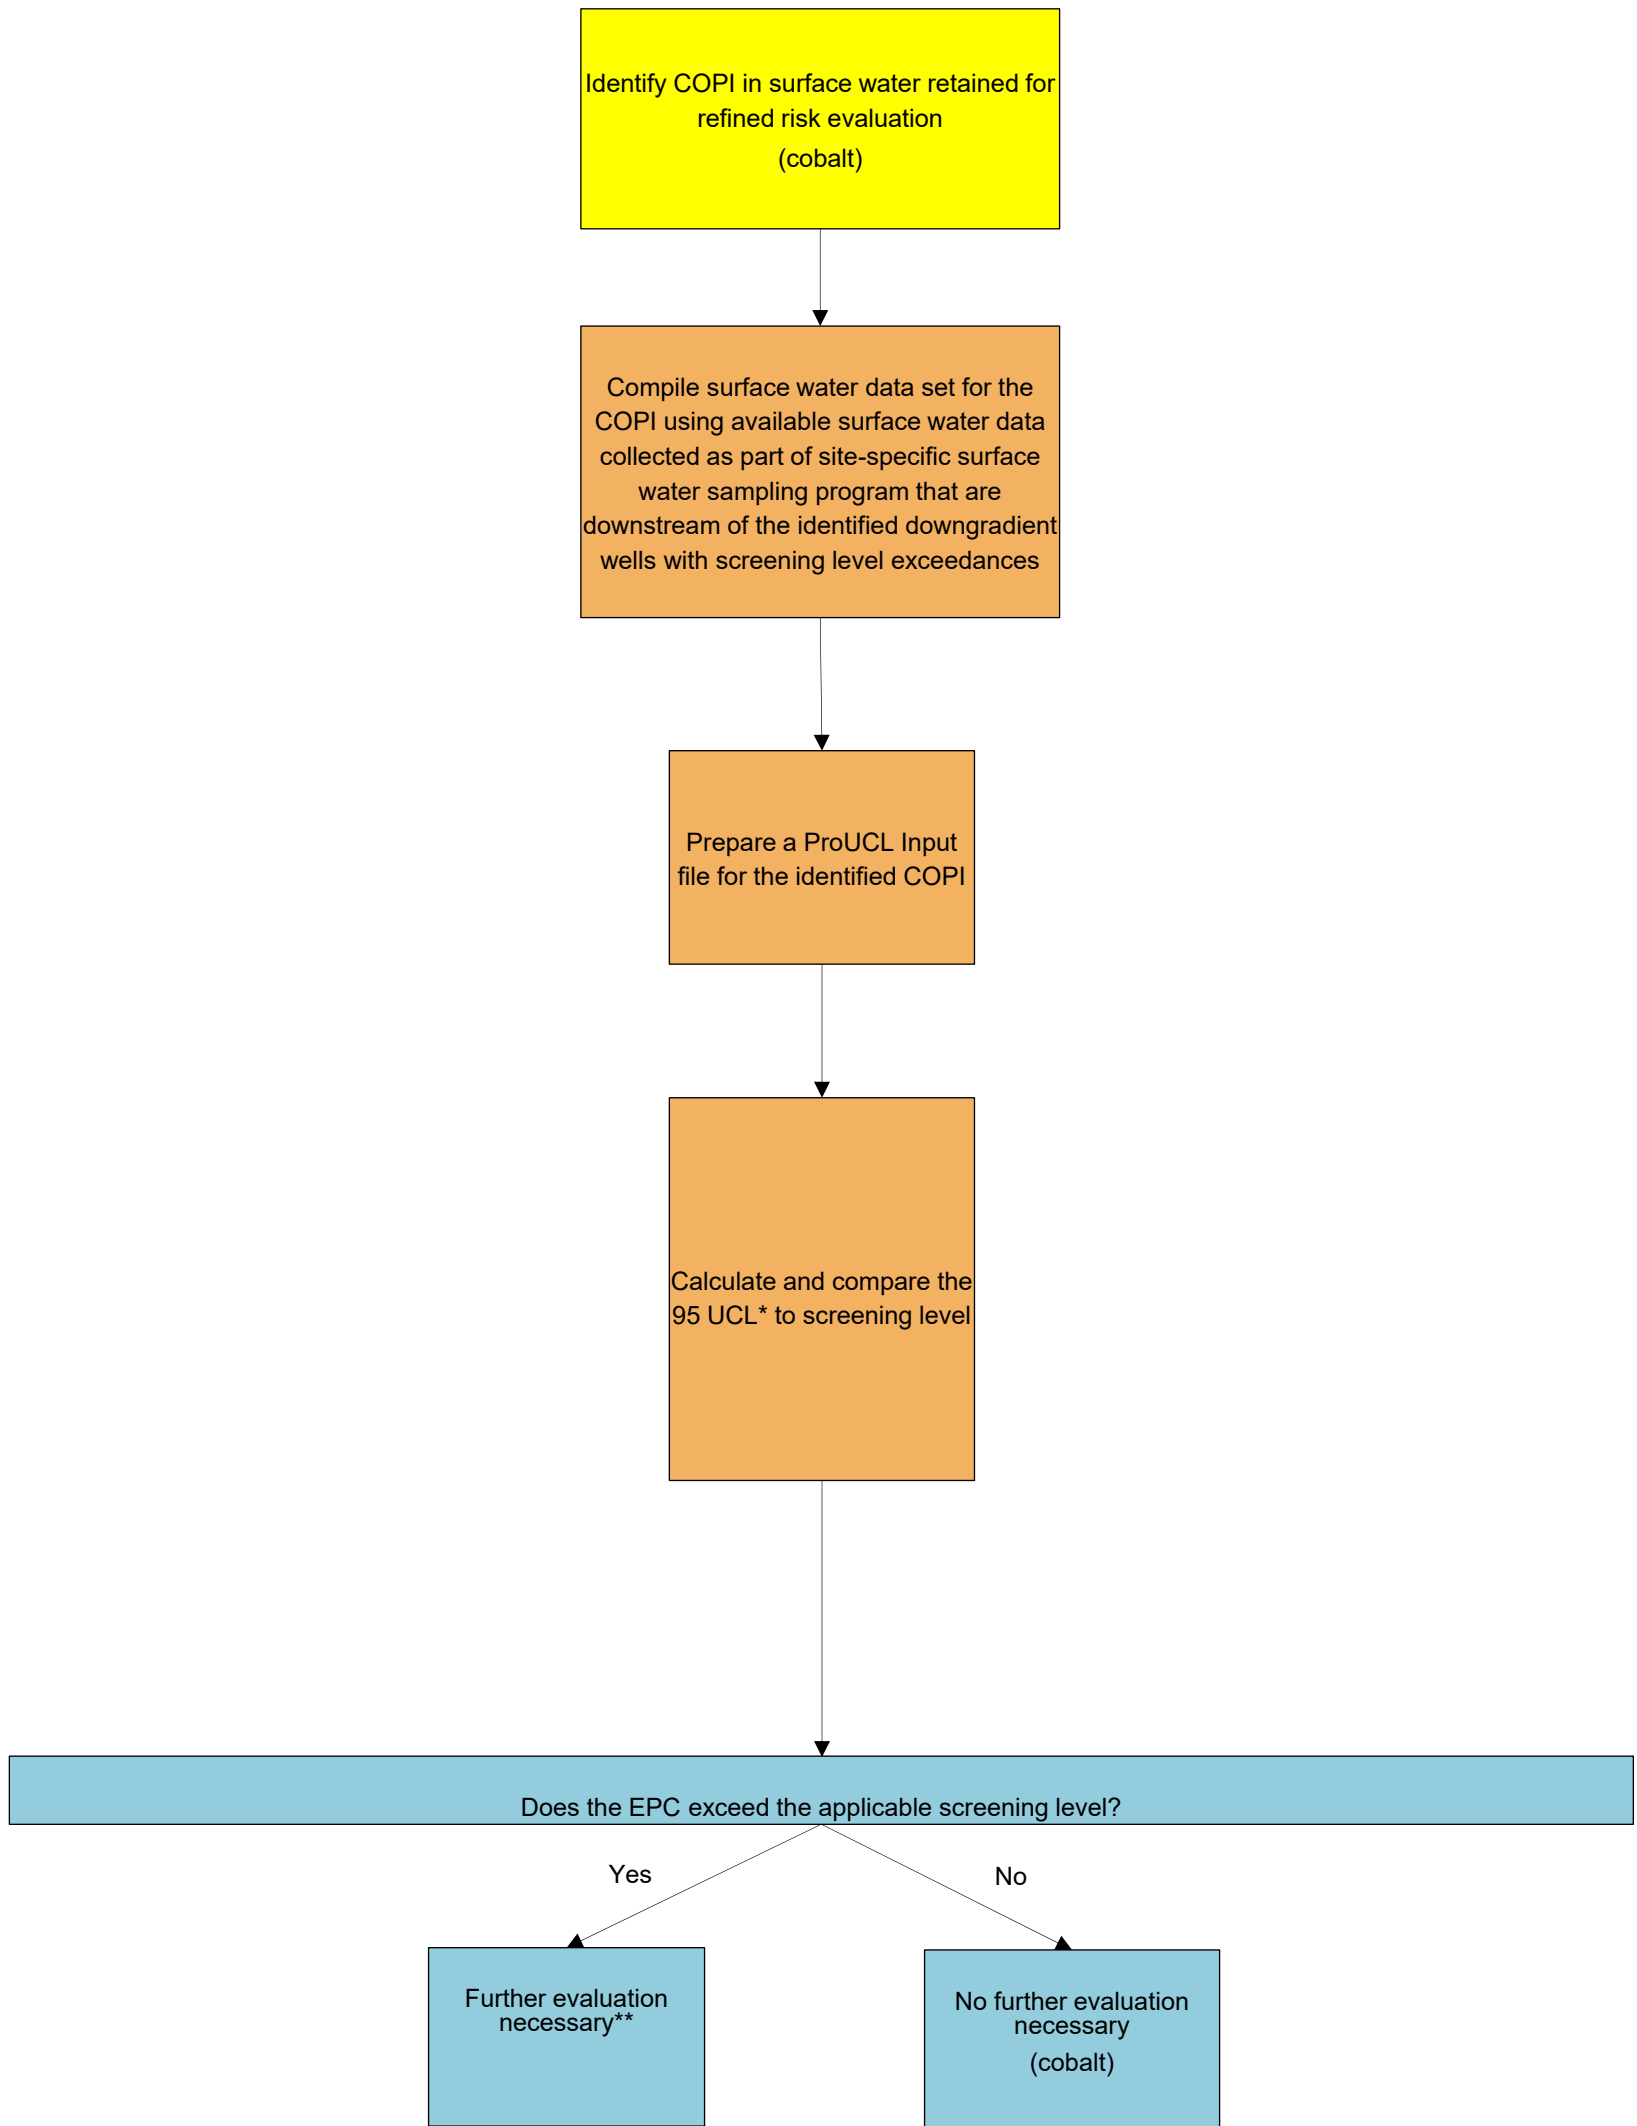 Identify COPI in surface water retained for
refined risk evaluation
(cobalt)
Compile surface water data set for the
COPI using available surface water data
collected as part of site-specific surface
water sampling program that are
downstream of the identified downgradient
wells with screening level exceedances
Prepare a ProUCL Input
file for the identified COPI
Calculate and compare the
95 UCL* to screening level
Does the EPC exceed the applicable screening level?
Yes
No
Further evaluation
necessary**
No further evaluation
necessary
(cobalt)